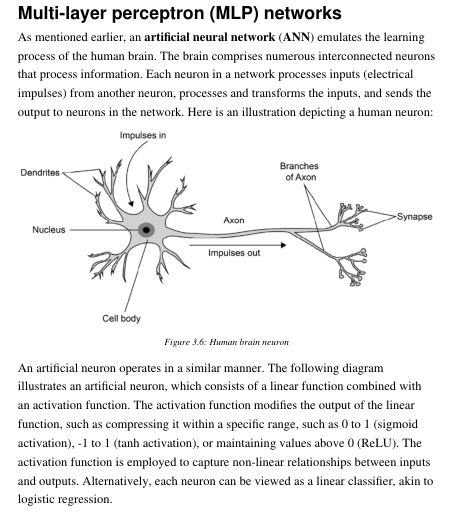 Multi-layer perceptron (MLP) networks
As mentioned earlier, an artificial neural network (ANN) emulates the learning
process of the human brain. The brain comprises numerous interconnected neurons
that process information. Each neuron in a network processes inputs (electrical
impulses) from another neuron, processes and transforms the inputs, and sends the
output to neurons in the network. Here is an illustration depicting a human neuron:
Impulses in
Dendrites
Branches
of Axon
Synapse
Nucleus
Axon
Impulses out
Cell body
Figure 3.6: Human brain neuron
An artificial neuron operates in a similar manner. The following diagram
illustrates an artificial neuron, which consists of a linear function combined with
an activation function. The activation function modifies the output of the linear
function, such as compressing it within a specific range, such as 0 to 1 (sigmoid
activation), -1 to 1 (tanh activation), or maintaining values above 0 (ReLU). The
activation function is employed to capture non-linear relationships between inputs
and outputs. Alternatively, each neuron can be viewed as a linear classifier, akin to
logistic regression.